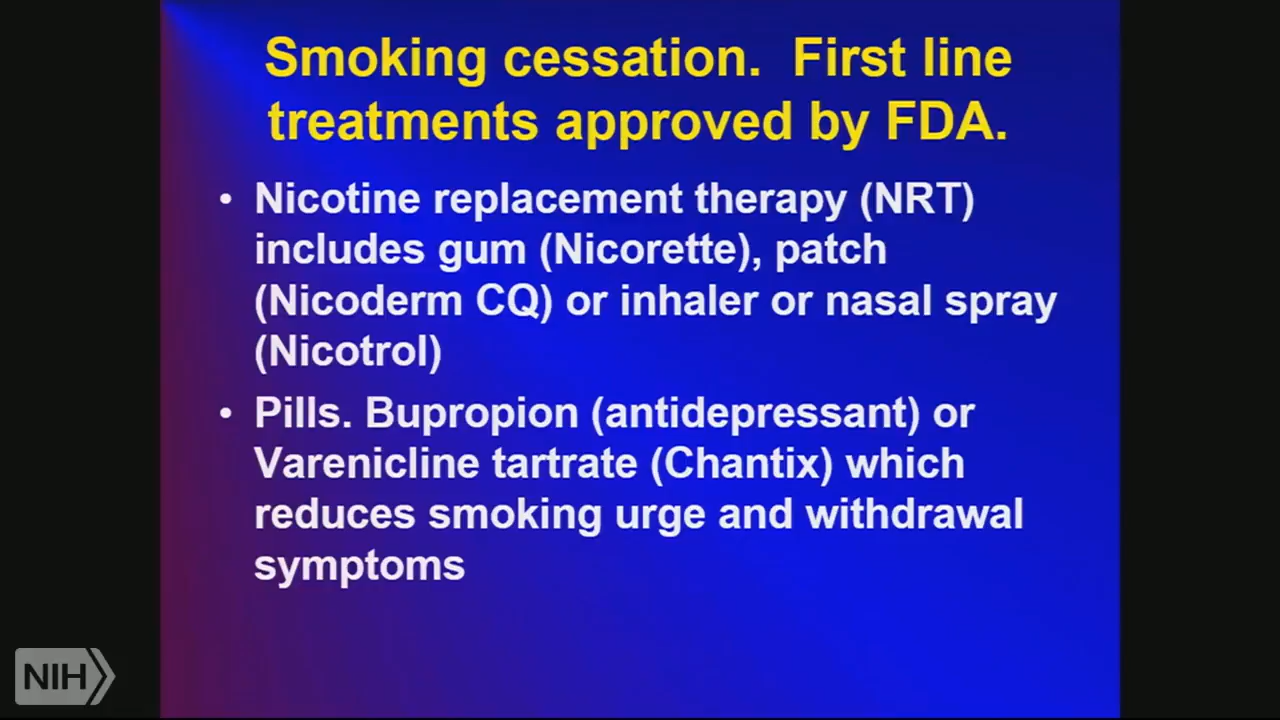 Smoking cessation.  First line
treatments approved by FDA.
• Nicotine replacement therapy (NRT)
includes gum (Nicorette), patch
(Nicoderm CQ) or inhaler or nasal spray
(Nicotrol)
• Pills. Bupropion (antidepressant) or
Varenicline tartrate (Chantix) which
reduces smoking urge and withdrawal
symptoms
NIH